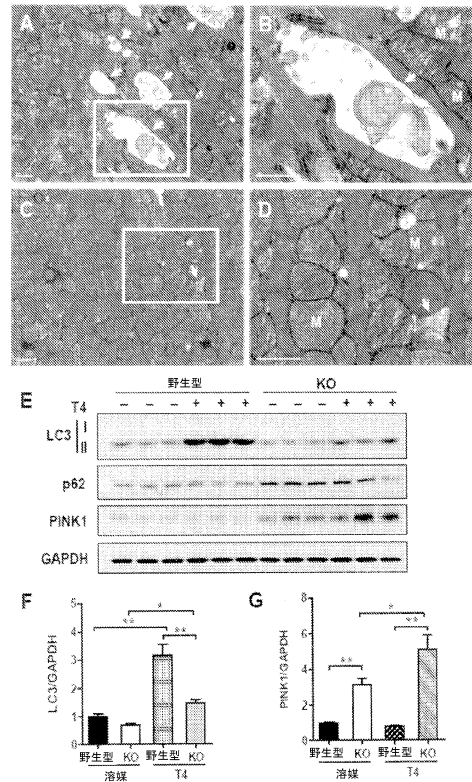 A B
M
M
C D
N
M
M
N
M
E
野生型 KO
T4 − − − + + + − − − + + +
LC3 I
II
p62
PINK1
GAPDH
F G
LC3/GAPDH
5
4
3
2
1
0
** * **
野生型 KO 野生型 KO
溶媒 T4
PINK1/GAPDH
6
4
2
0
** * **
野生型 KO 野生型 KO
溶媒 T4